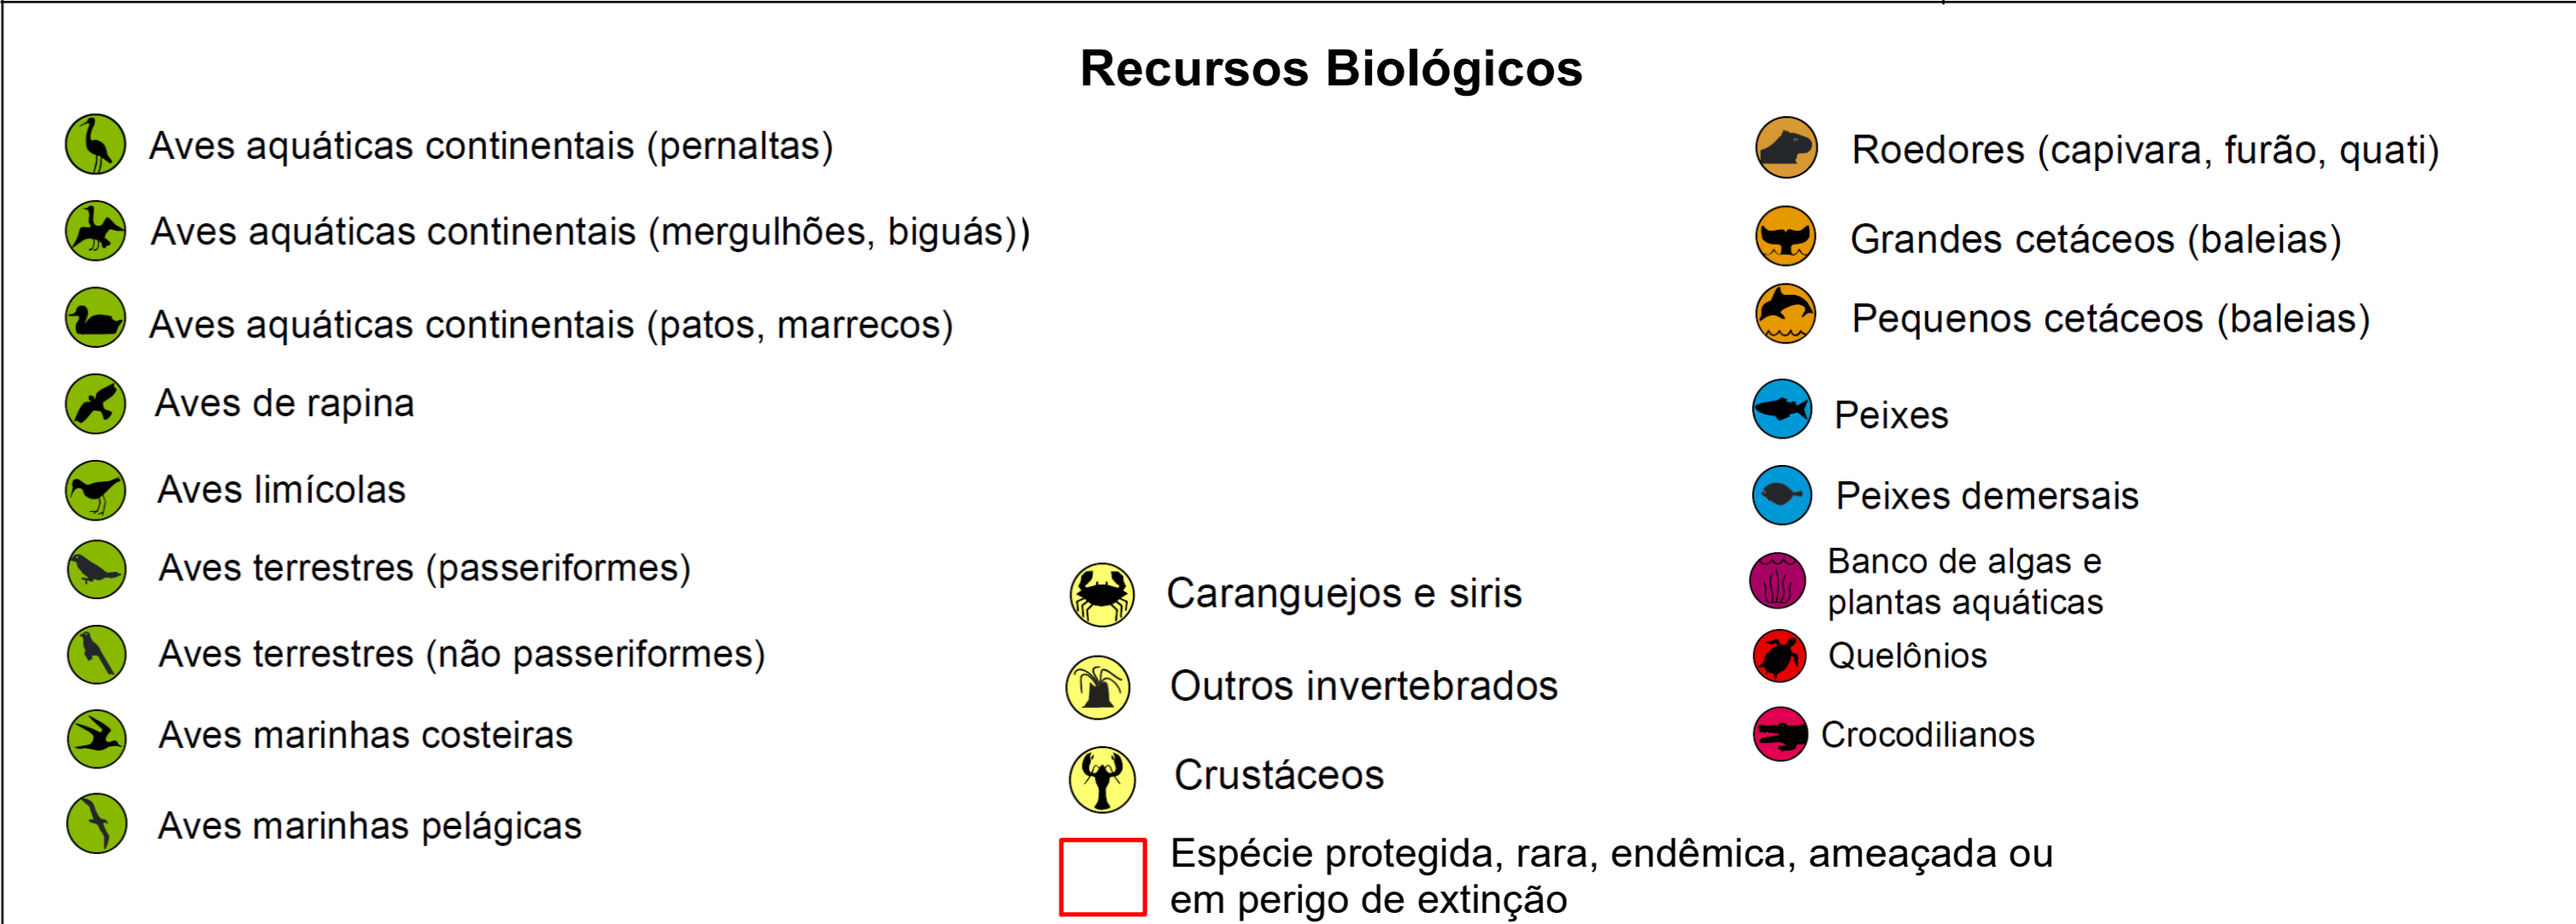 Recursos Biológicos
Aves aquáticas continentais (pernaltas)
Aves aquáticas continentais (mergulhões, biguás))
Aves aquáticas continentais (patos, marrecos)
Aves de rapina
Aves limícolas
Aves terrestres (passeriformes)
Aves terrestres (não passeriformes)
Aves marinhas costeiras
Aves marinhas pelágicas
Caranguejos e siris
Outros invertebrados
Crustáceos
Espécie protegida, rara, endêmica, ameaçada ou
em perigo de extinção
Roedores (capivara, furão, quati)
Grandes cetáceos (baleias)
Pequenos cetáceos (baleias)
Peixes
Peixes demersais
Banco de algas e
plantas aquáticas
Quelônios
Crocodilianos